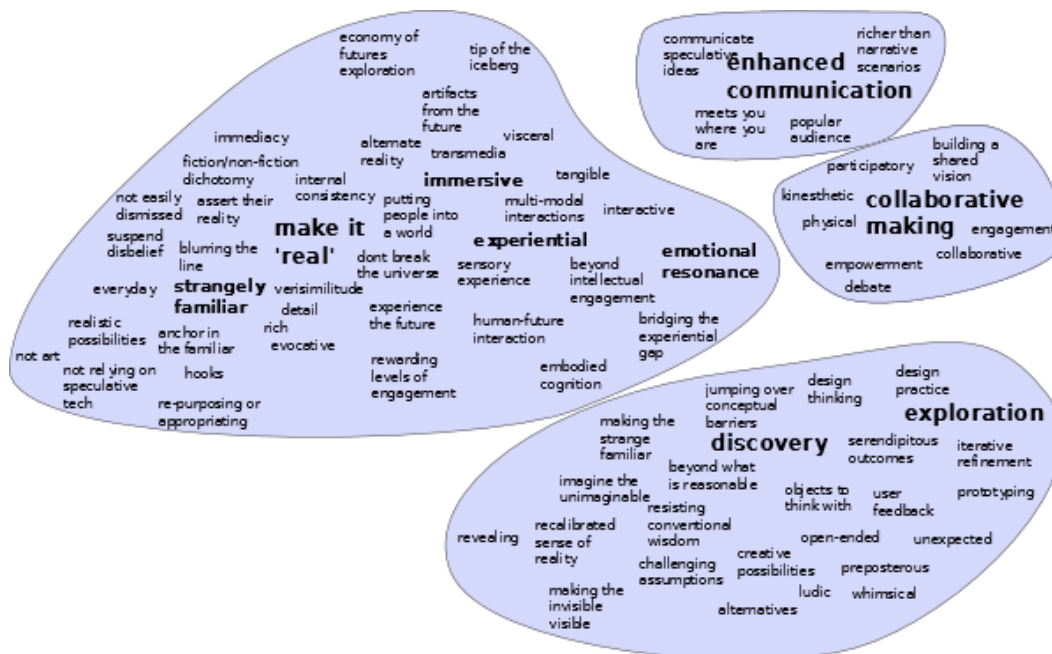 economy of
futures
exploration
tip of the
iceberg
artifacts
from the
future
immediacy
alternate
reality
visceral
transmedia
fiction/non-fiction
dichotomy
internal
consistency
immersive
tangible
not easily
dismissed
assert their
reality
putting
people into
a world
multi-modal
interactions
interactive
make it
'real'
suspend
disbelief
blurring the
line
dont break
the universe
experiential
sensory
experience
beyond
intellectual
engagement
emotional
resonance
everyday
strangely
familiar
verisimilitude
detail
rich
evocative
experience
the future
human-future
interaction
bridging the
experiential
gap
realistic
possibilities
anchor in
the familiar
not art
not relying on
speculative
tech
hooks
rewarding
levels of
engagement
embodied
cognition
re-purposing or
appropriating
communicate
speculative
ideas
richer than
narrative
scenarios
enhanced
communication
meets you
where you
are
popular
audience
participatory
building a
shared
vision
kinesthetic
collaborative
making
physical
engagement
collaborative
empowerment
debate
jumping over
conceptual
barriers
design
thinking
design
practice
exploration
making the
strange
familiar
discovery
serendipitous
outcomes
iterative
refinement
beyond what
is reasonable
imagine the
unimaginable
objects to
think with
user
feedback
prototyping
resisting
conventional
wisdom
revealing
recalibrated
sense of
reality
open-ended
unexpected
challenging
assumptions
creative
possibilities
preposterous
ludic
whimsical
making the
invisible
visible
alternatives